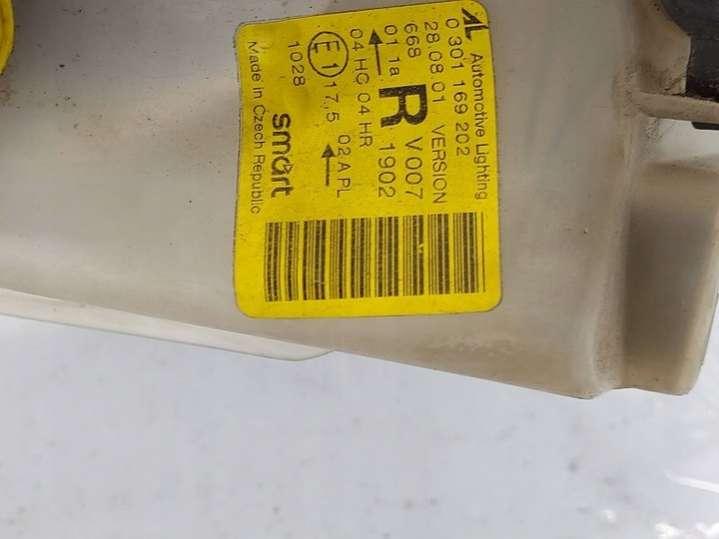 AL Automotive Lighting
0 301 169 202
28.08.01 VERSION
668 V007
01 1a R 1902
04 HC 04 HR
E1 17,5 02 A PL
1028 smart
Made in Czech Republic